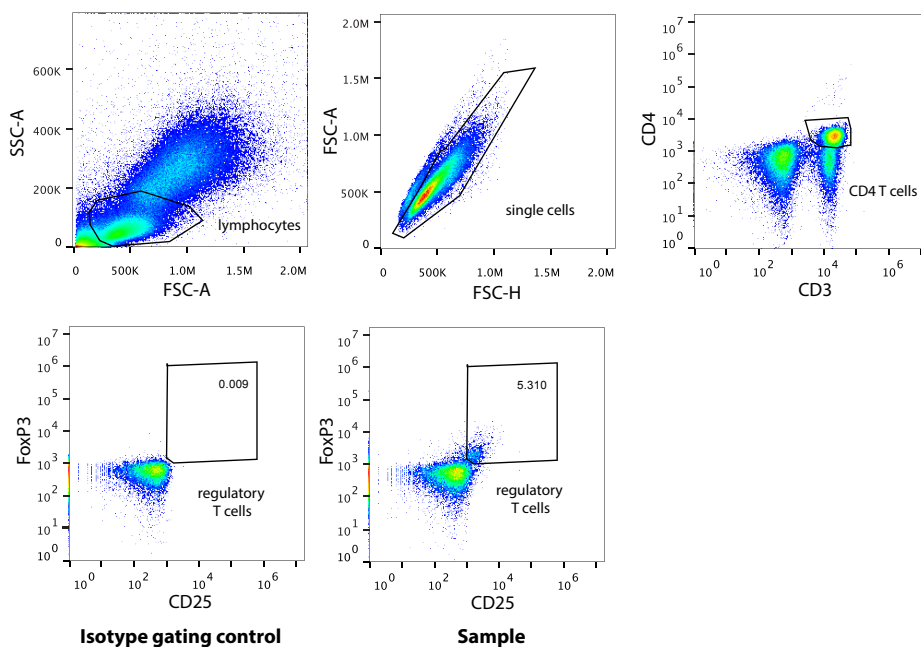 SSC-A
600K
400K
200K
0
lymphocytes
0 500K 1.0M 1.5M 2.0M
FSC-A
FSC-A
2.0M
1.5M
1.0M
500K
0
single cells
0 500K 1.0M 1.5M 2.0M
FSC-H
CD4
10^7
10^6
10^5
10^4
10^3
10^2
10^1
10^0
CD4 T cells
10^0 10^2 10^4 10^6
CD3
FoxP3
10^7
10^6
10^5
10^4
10^3
10^2
10^1
10^0
0.009
regulatory
T cells
10^0 10^2 10^4 10^6
CD25
Isotype gating control
FoxP3
10^7
10^6
10^5
10^4
10^3
10^2
10^1
10^0
5.310
regulatory
T cells
10^0 10^2 10^4 10^6
CD25
Sample